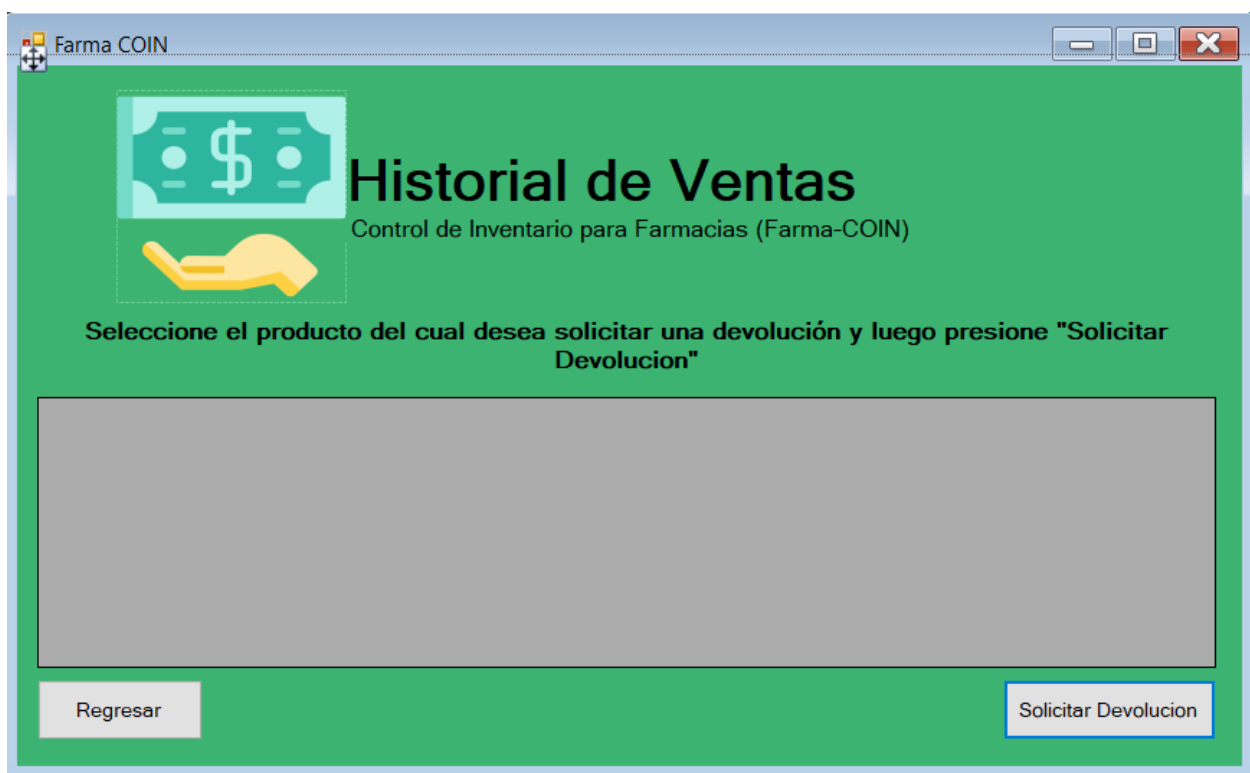 Farma COIN
$
Historial de Ventas
Control de Inventario para Farmacias (Farma-COIN)
Seleccione el producto del cual desea solicitar una devolución y luego presione "Solicitar
Devolucion"
Regresar
Solicitar Devolucion